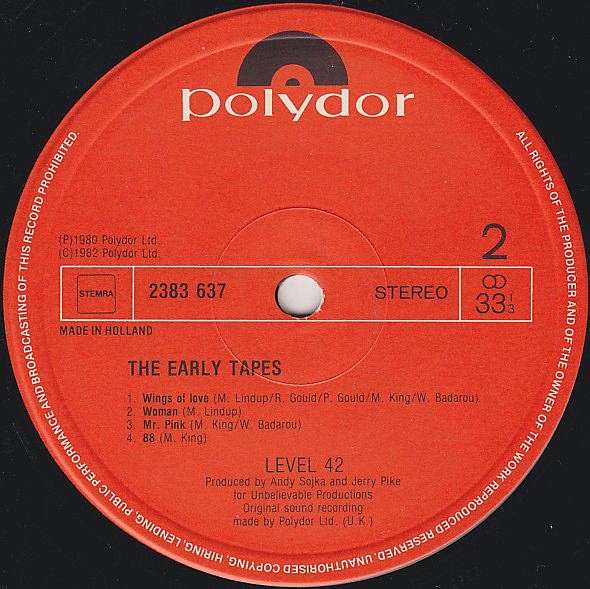 polydor
(P)1980 Polydor Ltd.
(C)1982 Polydor Ltd.
2
STEMRA
2383 637
STEREO
33 1/3
MADE IN HOLLAND
THE EARLY TAPES
1. Wings of love (M. Lindup/R. Gould/P. Gould/M. King/W. Badarou)
2. Woman (M. Lindup)
3. Mr. Pink (M. King/W. Badarou)
4. 88 (M. King)
LEVEL 42
Produced by Andy Sojka and Jerry Pike
for Unbelievable Productions
Original sound recording
made by Polydor Ltd. (U.K.)
ALL RIGHTS OF THE PRODUCER AND OF THE OWNER OF THE WORK REPRODUCED RESERVED. UNAUTHORISED COPYING, HIRING, LENDING, PUBLIC PERFORMANCE AND BROADCASTING OF THIS RECORD PROHIBITED.